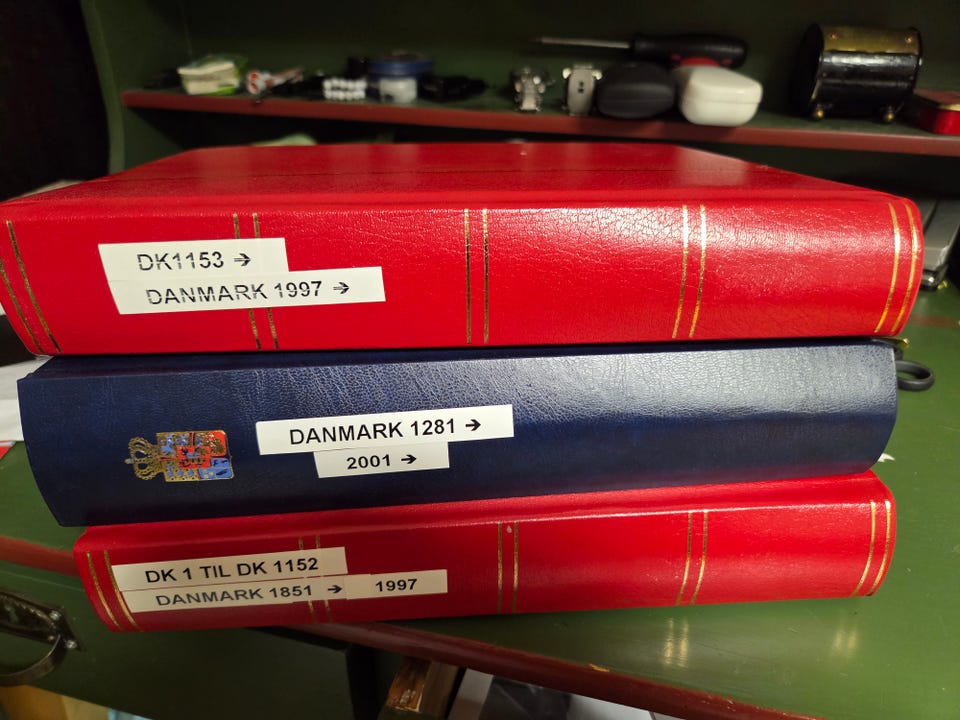 DK1153 →
DANMARK 1997 →
DANMARK 1281 →
2001 →
DK 1 TIL DK 1152
DANMARK 1851 → 1997